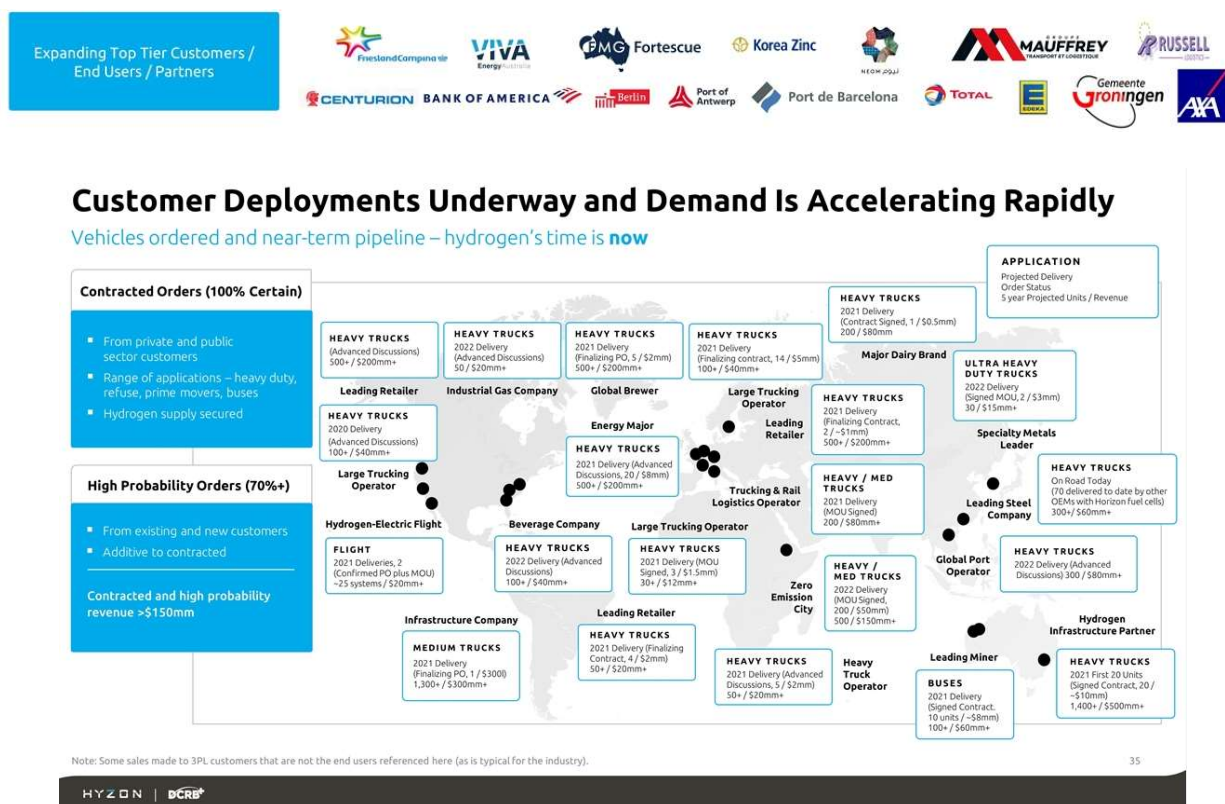 Expanding Top Tier Customers /
End Users / Partners
FrieslandCampina
VIVA
Energy Australia
FMG Fortescue
Korea Zinc
NEOM نيوم
GROUPE
MAUFFREY
TRANSPORT ET LOGISTIQUE
RUSSELL
LOGISTICS
CENTURION
BANK OF AMERICA
Berlin
Port of
Antwerp
Port de Barcelona
TOTAL
EDEKA
Gemeente
Groningen
AXA
Customer Deployments Underway and Demand Is Accelerating Rapidly
Vehicles ordered and near-term pipeline – hydrogen's time is now
Contracted Orders (100% Certain)
From private and public
sector customers
Range of applications – heavy duty,
refuse, prime movers, buses
Hydrogen supply secured
High Probability Orders (70%+)
From existing and new customers
Additive to contracted
Contracted and high probability
revenue >$150mm
APPLICATION
Projected Delivery
Order Status
5 year Projected Units / Revenue
HEAVY TRUCKS
(Advanced Discussions)
500+ / $200mm+
Leading Retailer
HEAVY TRUCKS
2022 Delivery
(Advanced Discussions)
50 / $20mm+
Industrial Gas Company
HEAVY TRUCKS
2021 Delivery
(Finalizing PO, 5 / $2mm)
500+ / $200mm+
Global Brewer
HEAVY TRUCKS
2021 Delivery
(Finalizing contract, 14 / $5mm)
100+ / $40mm+
Large Trucking
Operator
HEAVY TRUCKS
2021 Delivery
(Contract Signed, 1 / $0.5mm)
200 / $80mm
Major Dairy Brand
ULTRA HEAVY
DUTY TRUCKS
2022 Delivery
(Signed MOU, 2 / $3mm)
30 / $15mm+
Specialty Metals
Leader
HEAVY TRUCKS
2020 Delivery
(Advanced Discussions)
100+ / $40mm+
Large Trucking
Operator
Energy Major
HEAVY TRUCKS
2021 Delivery (Advanced
Discussions, 20 / $8mm)
500+ / $200mm+
Leading
Retailer
HEAVY TRUCKS
2021 Delivery
(Finalizing Contract,
2 / ~$1mm)
500+ / $200mm+
Trucking & Rail
Logistics Operator
HEAVY / MED
TRUCKS
2021 Delivery
(MOU Signed)
200 / $80mm+
Leading Steel
Company
HEAVY TRUCKS
On Road Today
(70 delivered to date by other
OEMs with Horizon fuel cells)
300+/ $60mm+
Hydrogen-Electric Flight
FLIGHT
2021 Deliveries, 2
(Confirmed PO plus MOU)
~25 systems / $20mm+
Beverage Company
HEAVY TRUCKS
2022 Delivery (Advanced
Discussions)
100+ / $40mm+
Large Trucking Operator
HEAVY TRUCKS
2021 Delivery (MOU
Signed, 3 / $1.5mm)
30+ / $12mm+
Zero
Emission
City
HEAVY /
MED TRUCKS
2022 Delivery
(MOU Signed,
200 / $50mm)
500 / $150mm+
Global Port
Operator
HEAVY TRUCKS
2022 Delivery (Advanced
Discussions) 300 / $80mm+
Infrastructure Company
MEDIUM TRUCKS
2021 Delivery
(Finalizing PO, 1 / $300l)
1,300+ / $300mm+
Leading Retailer
HEAVY TRUCKS
2021 Delivery (Finalizing
Contract, 4 / $2mm)
50+ / $20mm+
HEAVY TRUCKS
2021 Delivery (Advanced
Discussions, 5 / $2mm)
50+ / $20mm+
Heavy
Truck
Operator
Leading Miner
BUSES
2021 Delivery
(Signed Contract.
10 units / ~$8mm)
100+ / $60mm+
Hydrogen
Infrastructure Partner
HEAVY TRUCKS
2021 First 20 Units
(Signed Contract, 20 /
~$10mm)
1,400+ / $500mm+
Note: Some sales made to 3PL customers that are not the end users referenced here (as is typical for the industry).
35
HYZON | DCRB+